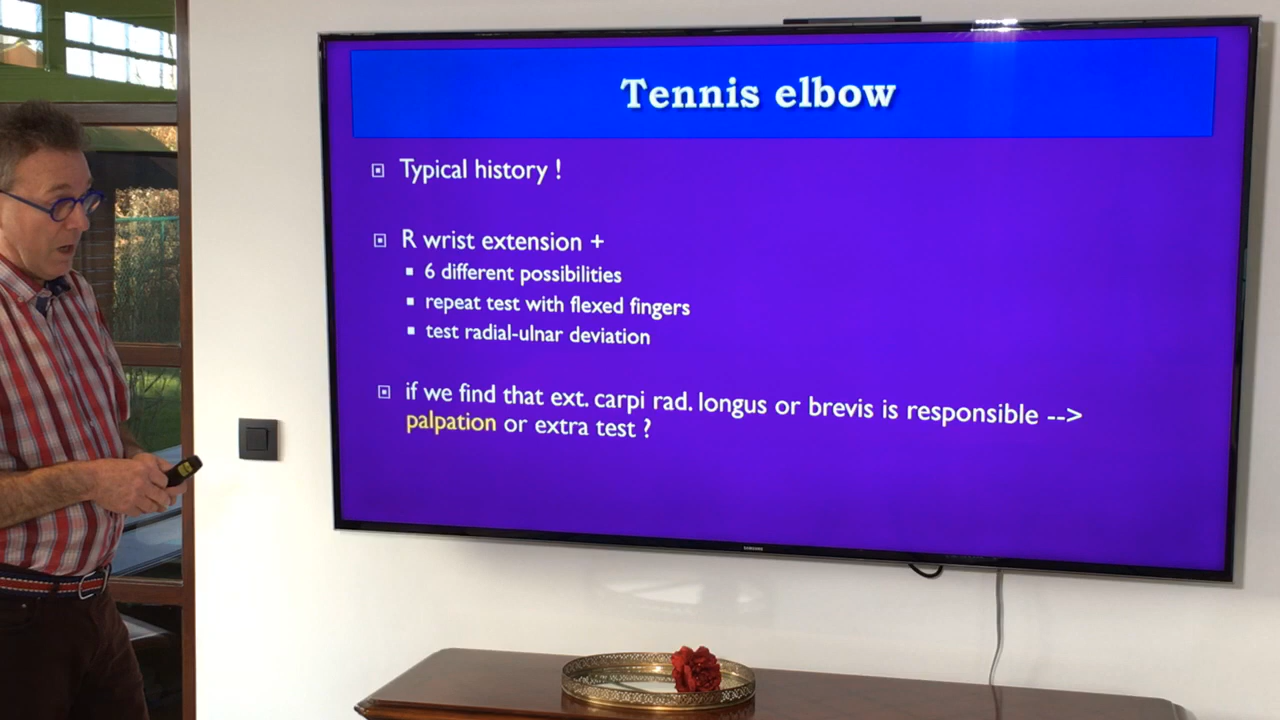 Tennis elbow
Typical history !
R wrist extension +
6 different possibilities
repeat test with flexed fingers
test radial-ulnar deviation
if we find that ext. carpi rad. longus or brevis is responsible -->
palpation or extra test ?
SAMSUNG